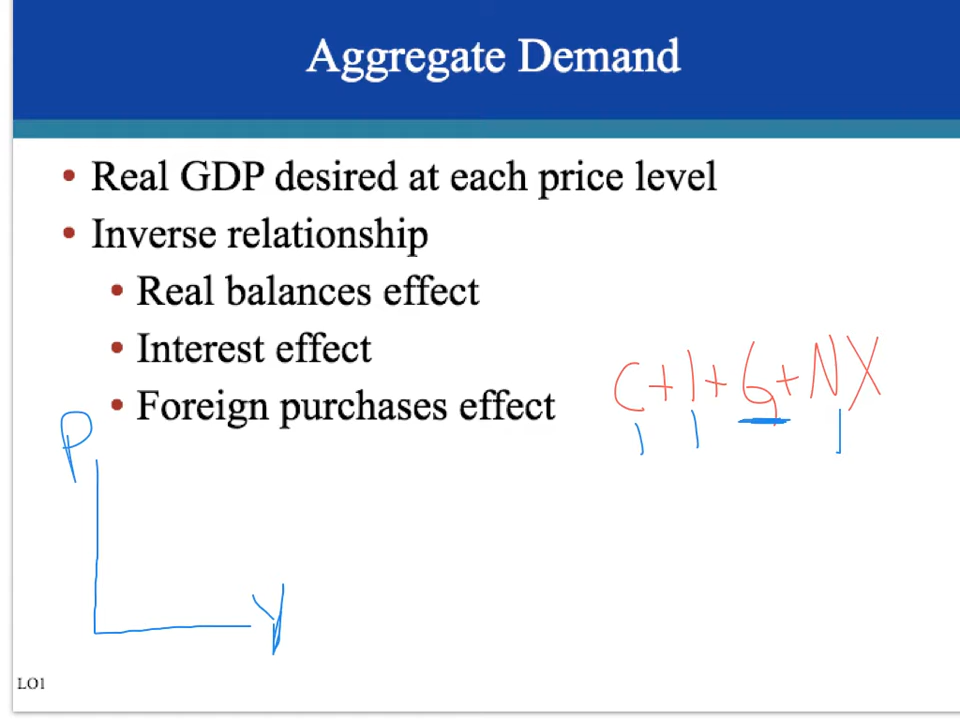 Aggregate Demand
• Real GDP desired at each price level
• Inverse relationship
• Real balances effect
• Interest effect
• Foreign purchases effect
C+I+G+NX
P
Y
LO1